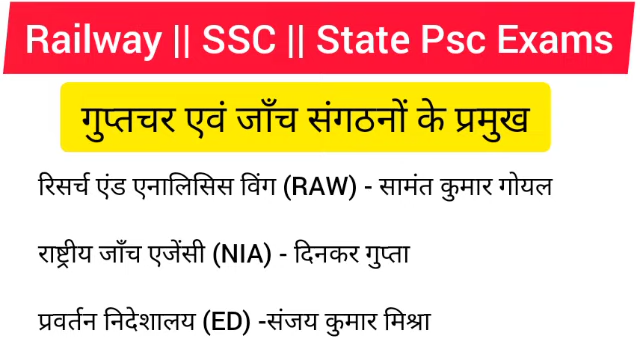 Railway || SSC || State Psc Exams
गुप्तचर एवं जाँच संगठनों के प्रमुख
रिसर्च एंड एनालिसिस विंग (RAW) - सामंत कुमार गोयल
राष्ट्रीय जाँच एजेंसी (NIA) - दिनकर गुप्ता
प्रवर्तन निदेशालय (ED) -संजय कुमार मिश्रा